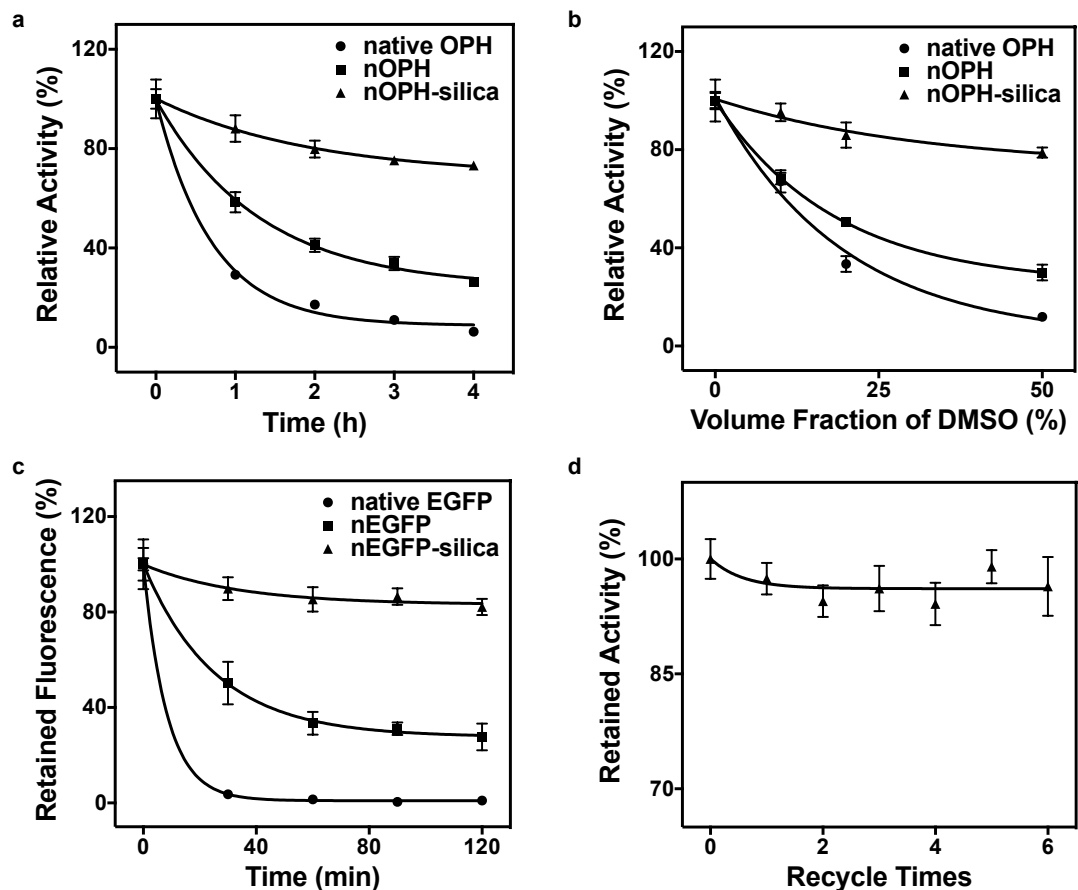 a
Relative Activity (%)
120
80
40
0
native OPH
nOPH
nOPH-silica
0 1 2 3 4
Time (h)
b
Relative Activity (%)
120
80
40
0
native OPH
nOPH
nOPH-silica
0 25 50
Volume Fraction of DMSO (%)
c
Retained Fluorescence (%)
120
80
40
0
native EGFP
nEGFP
nEGFP-silica
0 40 80 120
Time (min)
d
Retained Activity (%)
100
85
70
0 2 4 6
Recycle Times